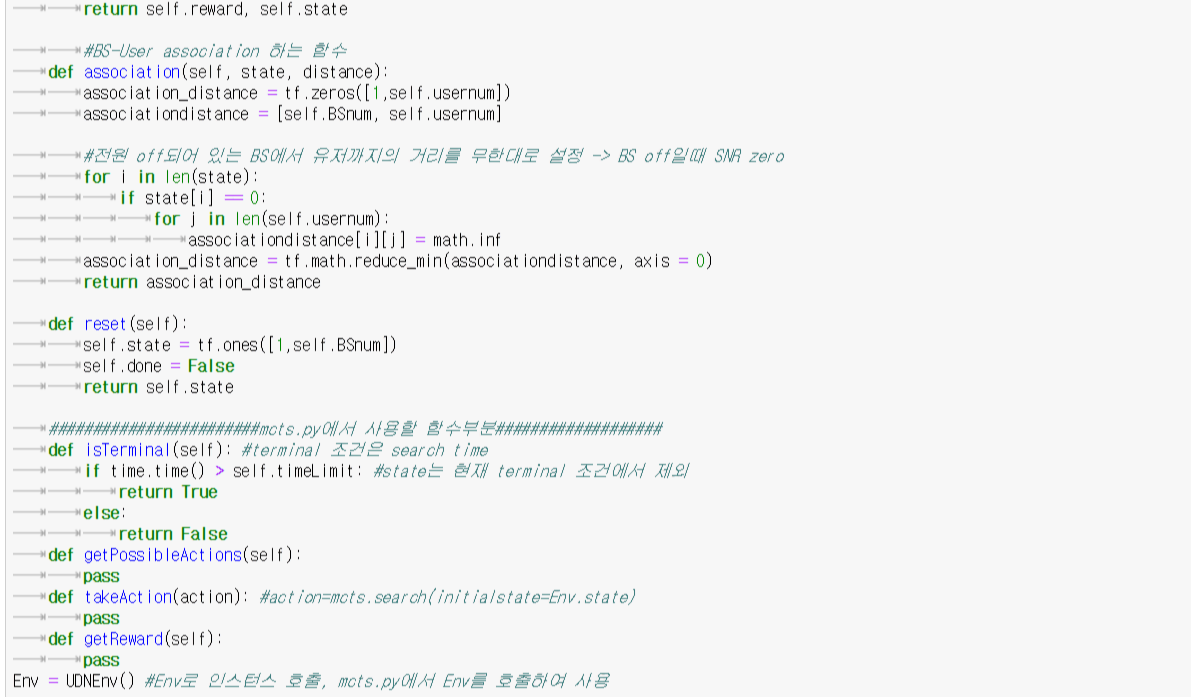 return self.reward, self.state
#BS-User association 하는 함수
def association(self, state, distance):
association_distance = tf.zeros([1,self.usernum])
associationdistance = [self.BSnum, self.usernum]
#전원 off되어 있는 BS에서 유저까지의 거리를 무한대로 설정 -> BS off일때 SNR zero
for i in len(state):
if state[i] == 0:
for j in len(self.usernum):
associationdistance[i][j] = math.inf
association_distance = tf.math.reduce_min(associationdistance, axis = 0)
return association_distance
def reset(self):
self.state = tf.ones([1,self.BSnum])
self.done = False
return self.state
#######################mcts.py에서 사용할 함수부분###################
def isTerminal(self): #terminal 조건은 search time
if time.time() > self.timeLimit: #state는 현재 terminal 조건에서 제외
return True
else:
return False
def getPossibleActions(self):
pass
def takeAction(action): #action=mcts.search(initialstate=Env.state)
pass
def getReward(self):
pass
Env = UDNEnv() #Env로 인스턴스 호출, mcts.py에서 Env를 호출하여 사용